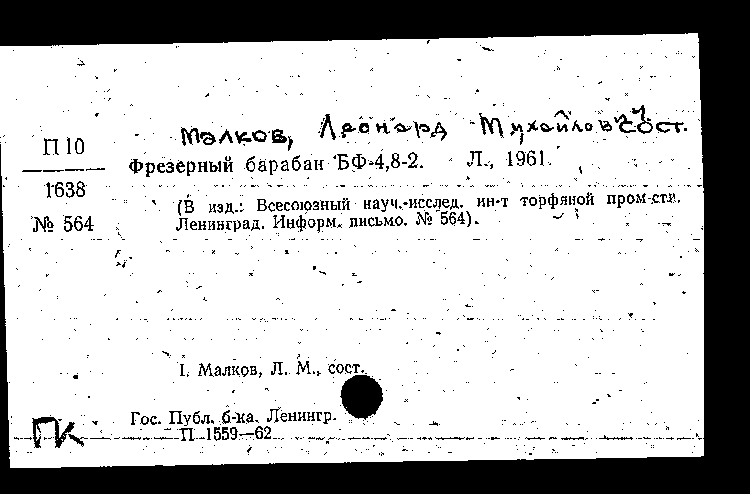 Малков, Леонард Михайлович сост.
П 10
Фрезерный барабан БФ-4,8-2. Л., 1961.
1638
(В изд.: Всесоюзный науч.-исслед. ин-т торфяной пром-сти.
№ 564
Ленинград. Информ. письмо. № 564).
I. Малков, Л. М., сост.
Гос. Публ. б-ка. Ленингр.
П 1559—62
ГК